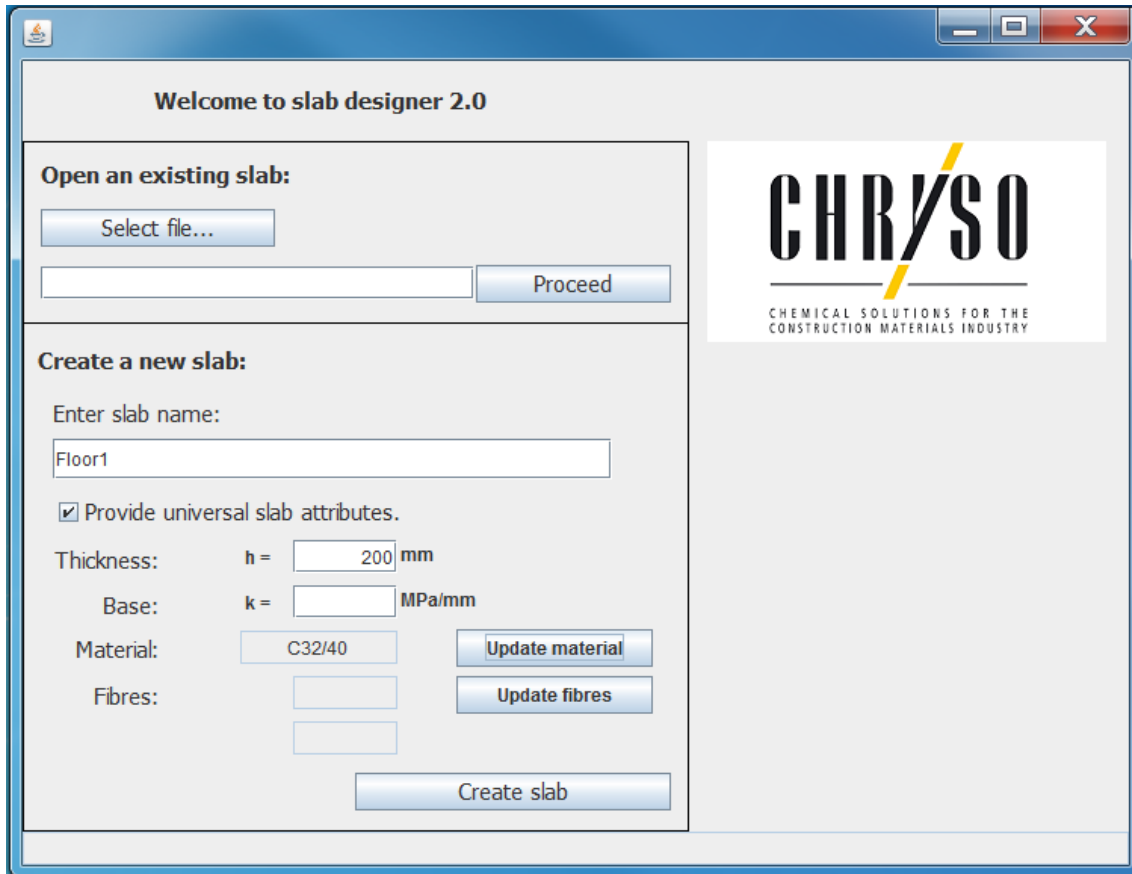 Welcome to slab designer 2.0
Open an existing slab:
Select file...
Proceed
CHRYSO
CHEMICAL SOLUTIONS FOR THE
CONSTRUCTION MATERIALS INDUSTRY
Create a new slab:
Enter slab name:
Floor1
Provide universal slab attributes.
Thickness: h = 200 mm
Base: k = MPa/mm
Material: C32/40 Update material
Fibres: Update fibres
Create slab